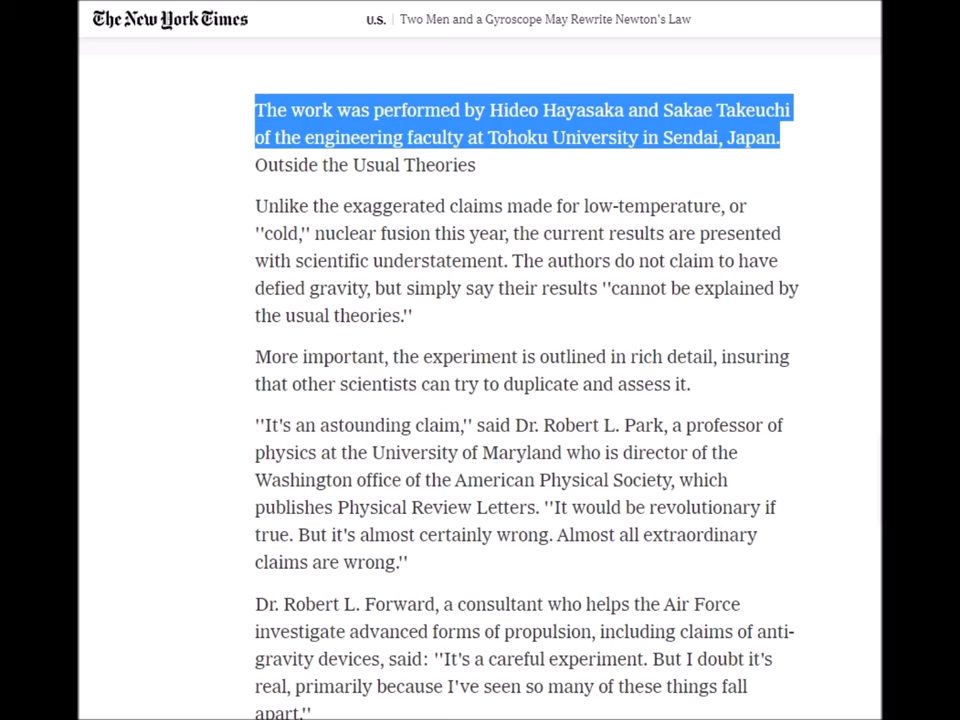 The New York Times
U.S. | Two Men and a Gyroscope May Rewrite Newton's Law
The work was performed by Hideo Hayasaka and Sakae Takeuchi
of the engineering faculty at Tohoku University in Sendai, Japan.
Outside the Usual Theories
Unlike the exaggerated claims made for low-temperature, or
''cold,'' nuclear fusion this year, the current results are presented
with scientific understatement. The authors do not claim to have
defied gravity, but simply say their results ''cannot be explained by
the usual theories.''
More important, the experiment is outlined in rich detail, insuring
that other scientists can try to duplicate and assess it.
''It's an astounding claim,'' said Dr. Robert L. Park, a professor of
physics at the University of Maryland who is director of the
Washington office of the American Physical Society, which
publishes Physical Review Letters. ''It would be revolutionary if
true. But it's almost certainly wrong. Almost all extraordinary
claims are wrong.''
Dr. Robert L. Forward, a consultant who helps the Air Force
investigate advanced forms of propulsion, including claims of anti-
gravity devices, said: ''It's a careful experiment. But I doubt it's
real, primarily because I've seen so many of these things fall
apart.''